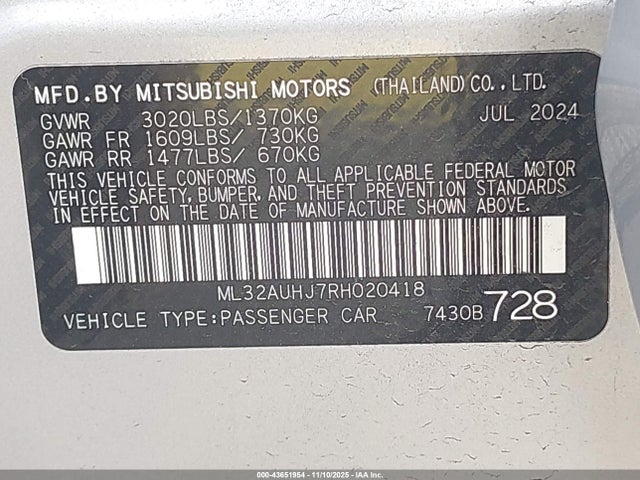 MFD.BY MITSUBISHI MOTORS (THAILAND)CO.,LTD.
GVWR 3020LBS/1370KG JUL 2024
GAWR FR 1609LBS/ 730KG
GAWR RR 1477LBS/ 670KG
THIS VEHICLE CONFORMS TO ALL APPLICABLE FEDERAL MOTOR
VEHICLE SAFETY, BUMPER, AND THEFT PREVENTION STANDARDS
IN EFFECT ON THE DATE OF MANUFACTURE SHOWN ABOVE.
ML32AUHJ7RH020418
VEHICLE TYPE:PASSENGER CAR 7430B 728
000-43651954 - 11/10/2025 - IAAI.COM